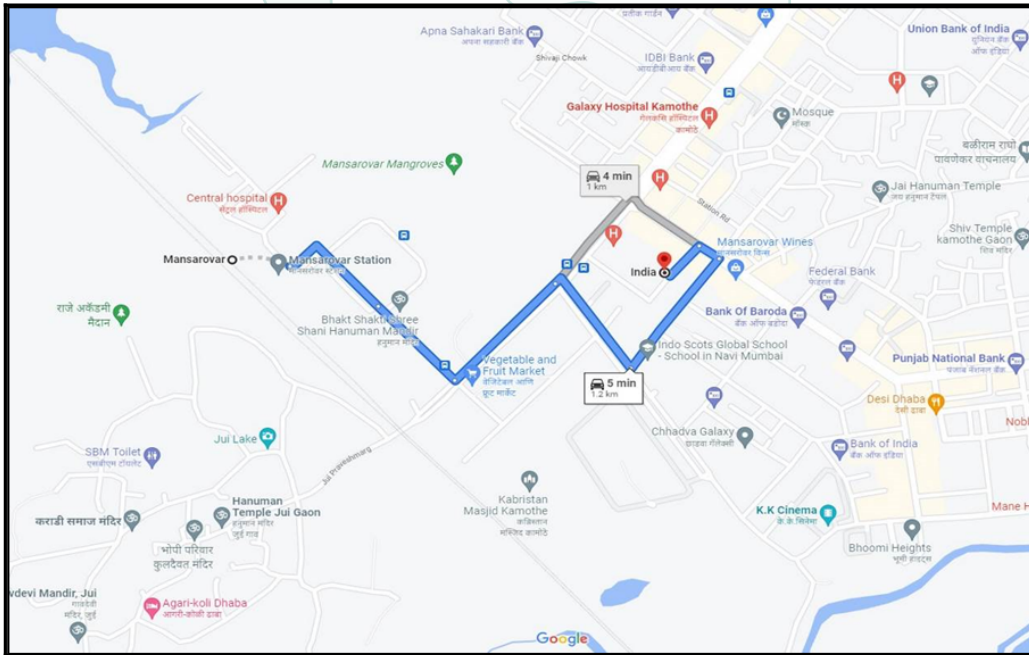 प्रतीक गार्डन
Apna Sahakari Bank
अपना सहकारी बैंक
Shivaji Chowk
IDBI Bank
आयडीबीआय बँक
Union Bank of India
यूनियन बैंक
ऑफ इंडिया
Galaxy Hospital Kamothe
गेलक्सि हॉस्पिटल
कामोठे
Mosque
मॉस्क
बळीराम राघो
पावणेकर वाचनालय
Mansarovar Mangroves
4 min
1 km
Jai Hanuman Temple
जय हनुमान टेंपल
Central hospital
सेंट्रल हॉस्पिटल
Station Rd
Shiv Temple
kamothe Gaon
शिव मंदिर
Mansarovar
Mansarovar Station
मानसरोवर स्टेशन
Mansarovar Wines
मानसरोवर वाइन्स
India
Federal Bank
फेडरल बैंक
राजे अकॅडमी
मैदान
Bhakt Shakti Shree
Shani Hanuman Mandir
हनुमान मंदिर
Bank Of Baroda
बँक ऑफ बड़ोदा
Indo Scots Global School
- School in Navi Mumbai
Vegetable and
Fruit Market
वेजिटेबल आणि
फ्रूट मार्केट
5 min
1.2 km
Punjab National Bank
पंजाब नॅशनल बँक
Desi Dhaba
देसी ढाबा
Nobl
Jui Lake
Chhadva Galaxy
छाडवा गॅलेक्सी
Bank of India
बँक ऑफ इंडिया
SBM Toilet
एसबीएम टॉयलेट
Jui Praveshmarg
Kabristan
Masjid Kamothe
कब्रिस्तान
मस्जिद कामोठे
Hanuman
Temple Jui Gaon
हनुमान मंदिर
जुई गाव
K.K Cinema
के.के.सिनेमा
Mane H
कराडी समाज मंदिर
भोपी परिवार
कुलदैवत मंदिर
Bhoomi Heights
भूमी हाइट्स
vdevi Mandir, Jui
गावदेवी
मंदिर, जुई
Agari-koli Dhaba
आगरी-कोळी ढाबा
Google